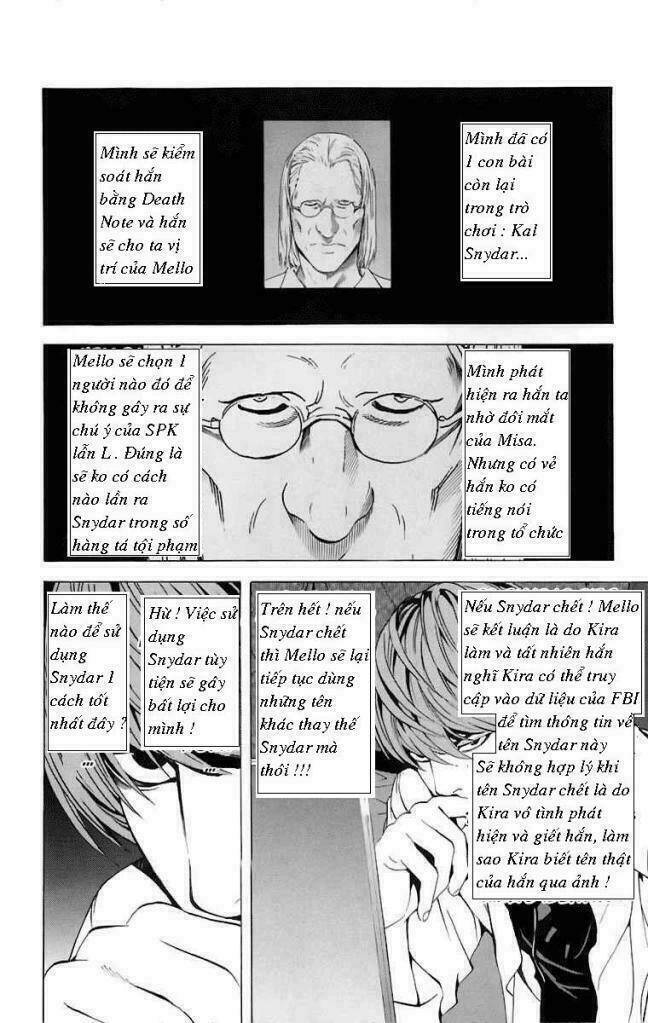 Mình đã có
1 con bài
còn lại
trong trò
chơi : Kal
Snydar...
Mình sẽ kiểm
soát hắn
bằng Death
Note và hắn
sẽ cho ta vị
trí của Mello
Mình phát
hiện ra hắn ta
nhờ đôi mắt
của Misa.
Nhưng có vẻ
hắn ko có
tiếng nói
trong tổ chức
Mello sẽ chọn 1
người nào đó để
không gây ra sự
chú ý của SPK
lẫn L . Đúng là
sẽ ko có cách
nào lần ra
Snydar trong số
hàng tá tội phạm
Nếu Snydar chết ! Mello
sẽ kết luận là do Kira
làm và tất nhiên hắn
nghĩ Kira có thể truy
cập vào dữ liệu của FBI
để tìm thông tin về
tên Snydar này
Sẽ không hợp lý khi
tên Snydar chết là do
Kira vô tình phát
hiện và giết hắn, làm
sao Kira biết tên thật
của hắn qua ảnh !
Trên hết ! nếu
Snydar chết
thì Mello sẽ lại
tiếp tục dùng
những tên
khác thay thế
Snydar mà
thôi !!!
Hừ ! Việc sử
dụng
Snydar tùy
tiện sẽ gây
bất lợi cho
mình !
...
Làm thế
nào để sử
dụng
Snydar 1
cách tốt
nhất đây ?
...